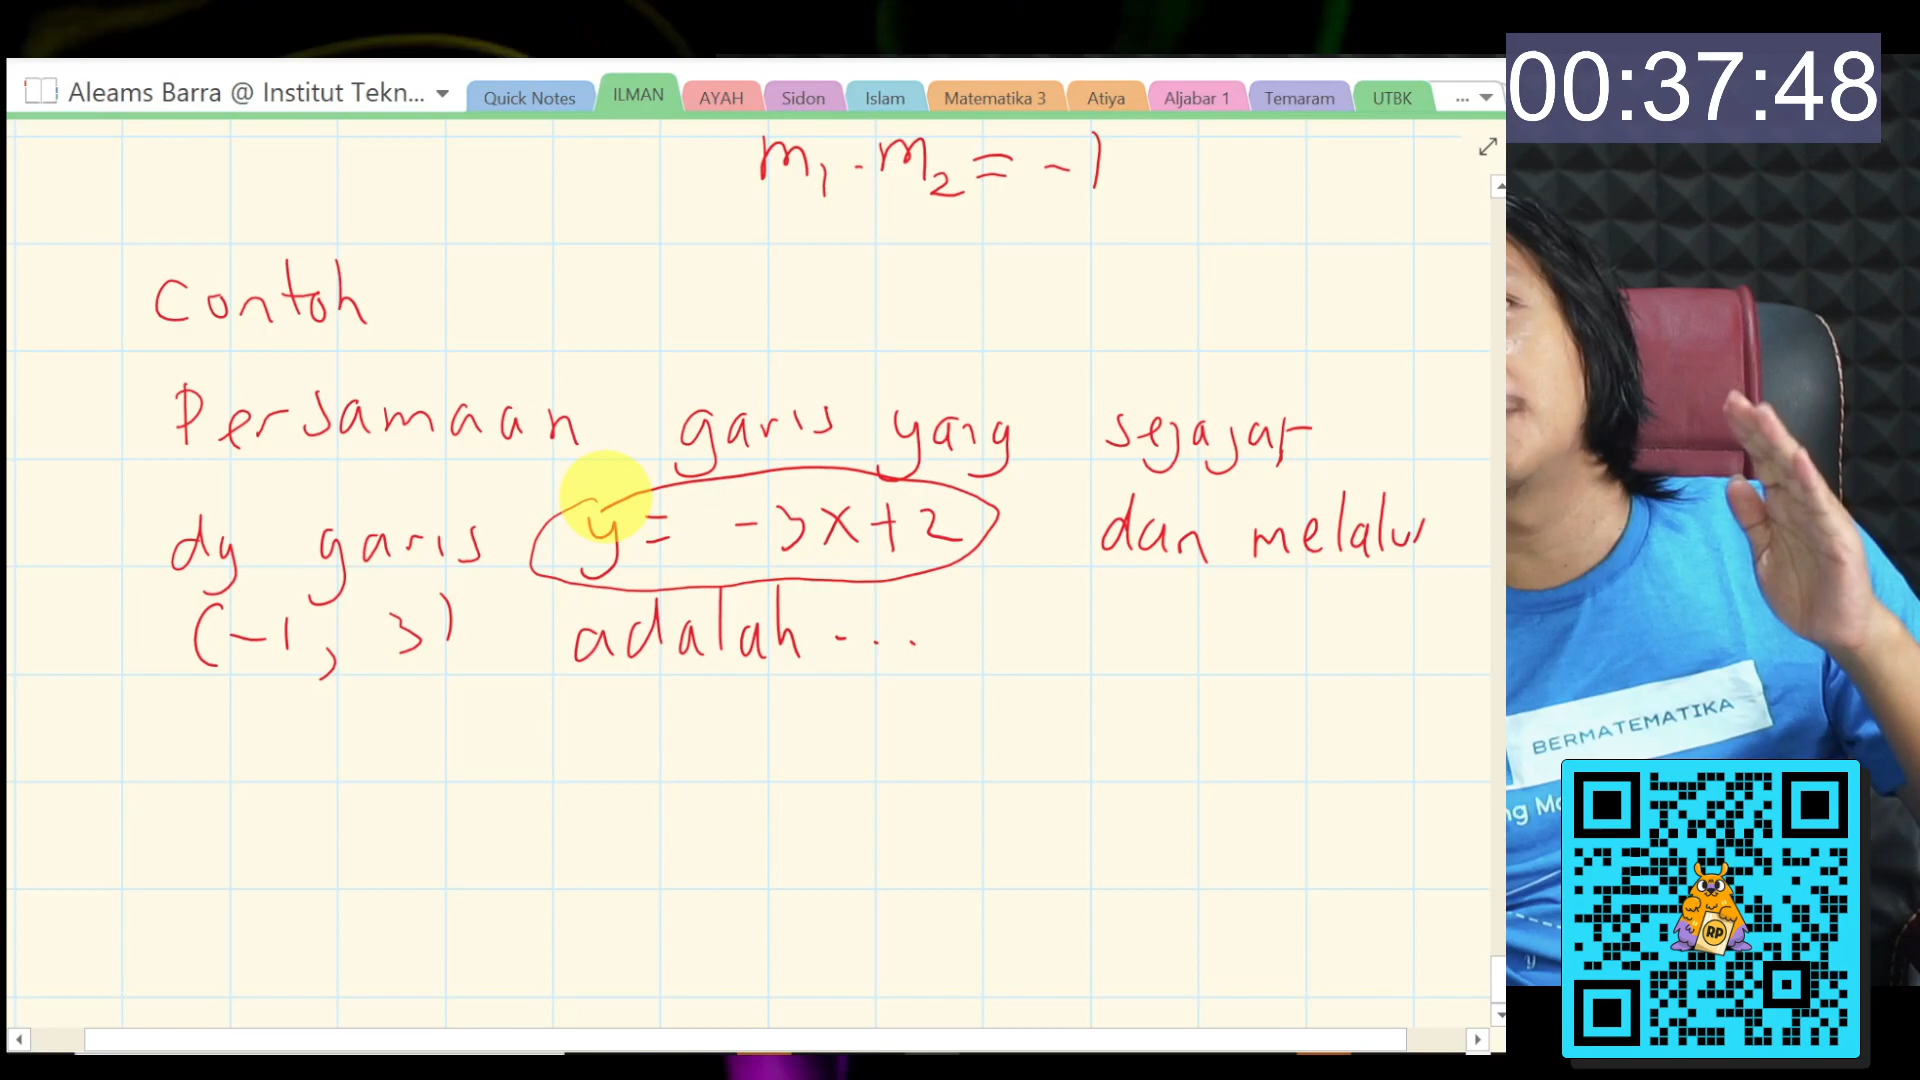 00:37:48
Aleams Barra @ Institut Tekn...
Quick Notes
ILMAN
AYAH
Sidon
Islam
Matematika 3
Atiya
Aljabar 1
Temaram
UTBK
...
m₁ . m₂ = -1
Contoh
Persamaan garis yang sejajar
dg garis y = -3x+2 dan melalui
(-1, 3) adalah ...
BERMATEMATIKA
RP